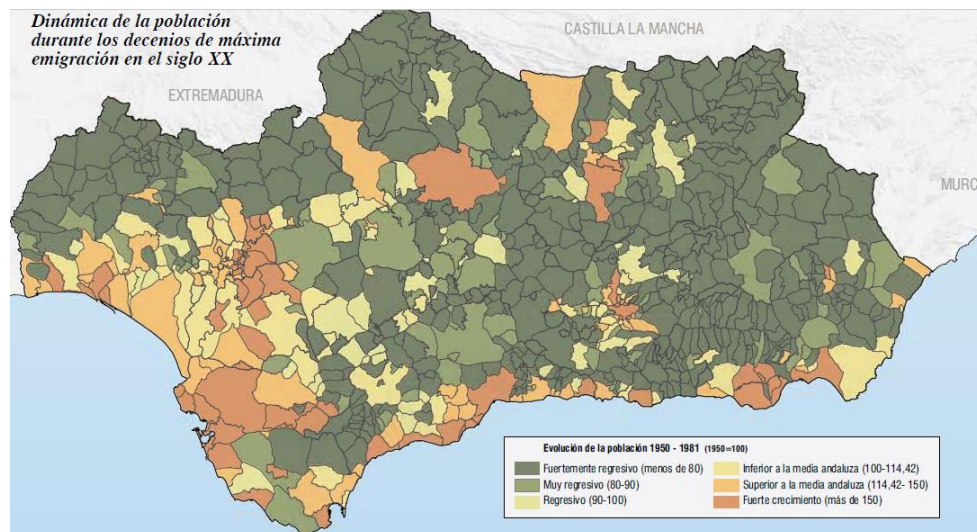 Dinámica de la población
durante los decenios de máxima
emigración en el siglo XX
CASTILLA LA MANCHA
EXTREMADURA
MURC
Evolución de la población 1950 - 1981 (1950=100)
Fuertemente regresivo (menos de 80)
Muy regresivo (80-90)
Regresivo (90-100)
Inferior a la media andaluza (100-114,42)
Superior a la media andaluza (114,42- 150)
Fuerte crecimiento (más de 150)